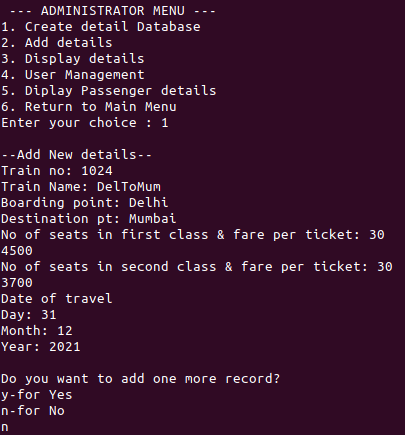 --- ADMINISTRATOR MENU ---
1. Create detail Database
2. Add details
3. Display details
4. User Management
5. Diplay Passenger details
6. Return to Main Menu
Enter your choice : 1
--Add New details--
Train no: 1024
Train Name: DelToMum
Boarding point: Delhi
Destination pt: Mumbai
No of seats in first class & fare per ticket: 30
4500
No of seats in second class & fare per ticket: 30
3700
Date of travel
Day: 31
Month: 12
Year: 2021
Do you want to add one more record?
y-for Yes
n-for No
n